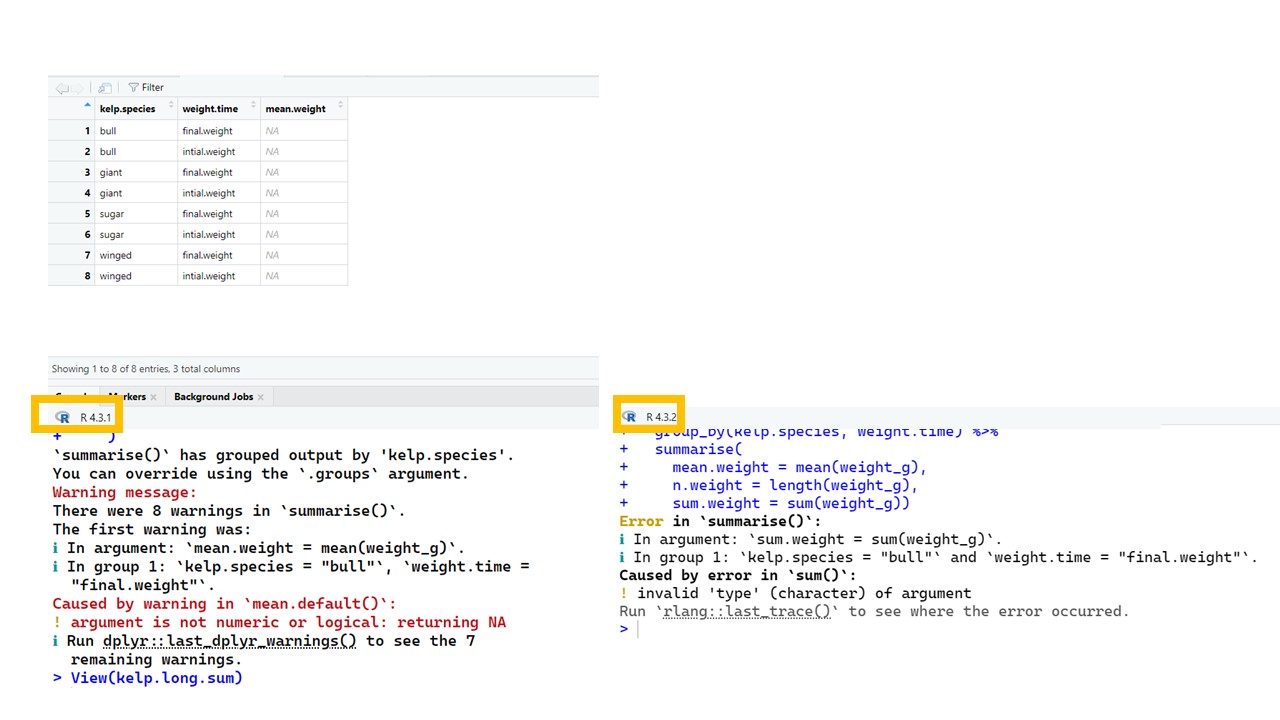 Filter
kelp.species weight.time mean.weight
1 bull final.weight NA
2 bull intial.weight NA
3 giant final.weight NA
4 giant intial.weight NA
5 sugar final.weight NA
6 sugar intial.weight NA
7 winged final.weight NA
8 winged intial.weight NA
Showing 1 to 8 of 8 entries, 3 total columns
Background Jobs ×
R R 4.3.1
+ )
`summarise()` has grouped output by 'kelp.species'.
You can override using the `.groups` argument.
Warning message:
There were 8 warnings in `summarise()`.
The first warning was:
ℹ In argument: `mean.weight = mean(weight_g)`.
ℹ In group 1: `kelp.species = "bull"`, `weight.time =
"final.weight"`.
Caused by warning in `mean.default()`:
! argument is not numeric or logical: returning NA
ℹ Run dplyr::last_dplyr_warnings() to see the 7
remaining warnings.
> View(kelp.long.sum)
R R 4.3.2
+ group_by(kelp.species, weight.time) %>%
+ summarise(
+ mean.weight = mean(weight_g),
+ n.weight = length(weight_g),
+ sum.weight = sum(weight_g))
Error in `summarise()`:
ℹ In argument: `sum.weight = sum(weight_g)`.
ℹ In group 1: `kelp.species = "bull"` and `weight.time = "final.weight"`.
Caused by error in `sum()`:
! invalid 'type' (character) of argument
Run `rlang::last_trace()` to see where the error occurred.
>